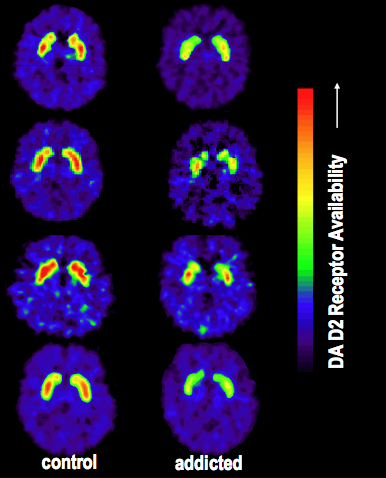 DA D2 Receptor Availability
control
addicted